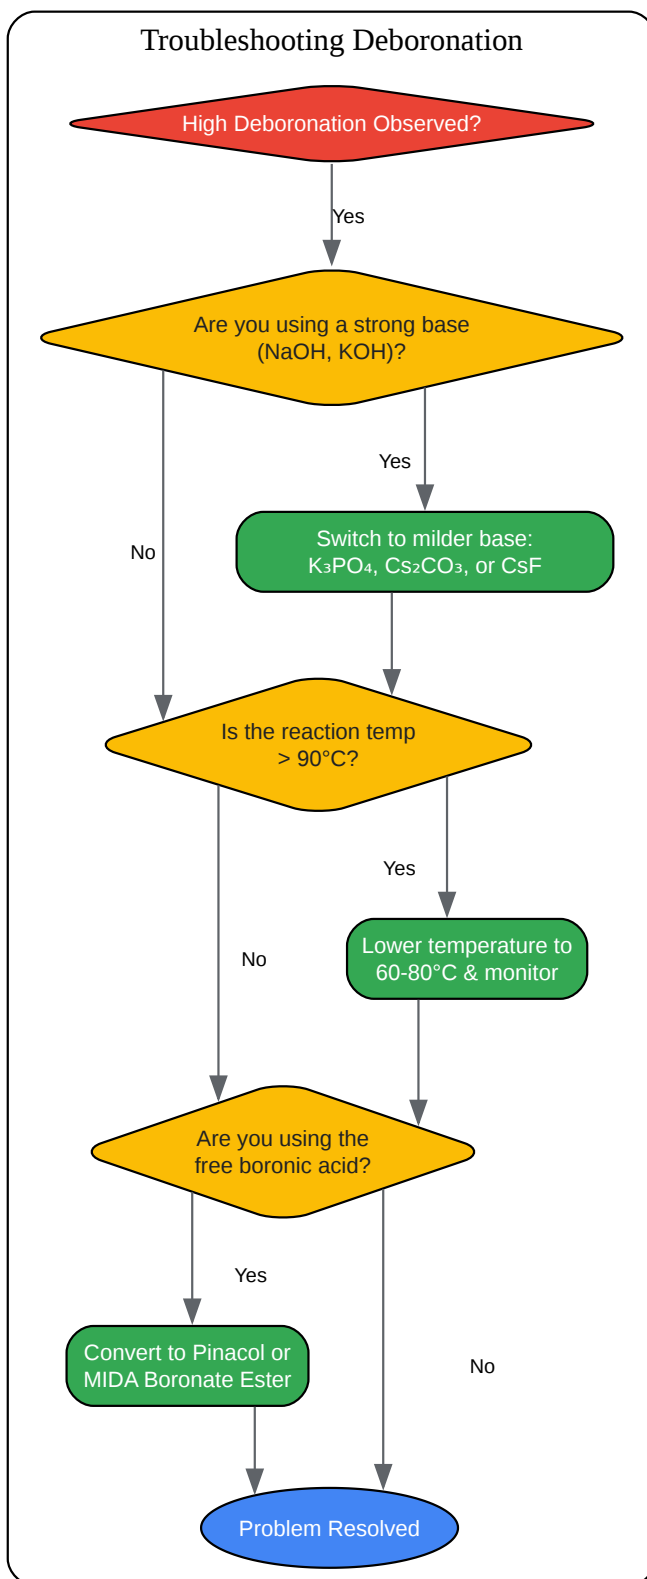 Troubleshooting Deboronation
High Deboronation Observed?
Yes
Are you using a strong base
(NaOH, KOH)?
Yes
No
Switch to milder base:
K₃PO₄, Cs₂CO₃, or CsF
Is the reaction temp
> 90°C?
Yes
No
Lower temperature to
60-80°C & monitor
Are you using the
free boronic acid?
Yes
No
Convert to Pinacol or
MIDA Boronate Ester
Problem Resolved